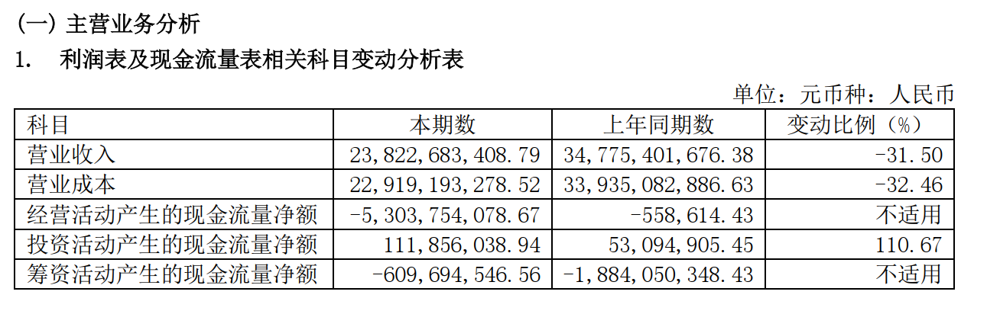 (一) 主营业务分析
1. 利润表及现金流量表相关科目变动分析表
单位：元币种：人民币
科目 本期数 上年同期数 变动比例（%）
营业收入 23,822,683,408.79 34,775,401,676.38 -31.50
营业成本 22,919,193,278.52 33,935,082,886.63 -32.46
经营活动产生的现金流量净额 -5,303,754,078.67 -558,614.43 不适用
投资活动产生的现金流量净额 111,856,038.94 53,094,905.45 110.67
筹资活动产生的现金流量净额 -609,694,546.56 -1,884,050,348.43 不适用